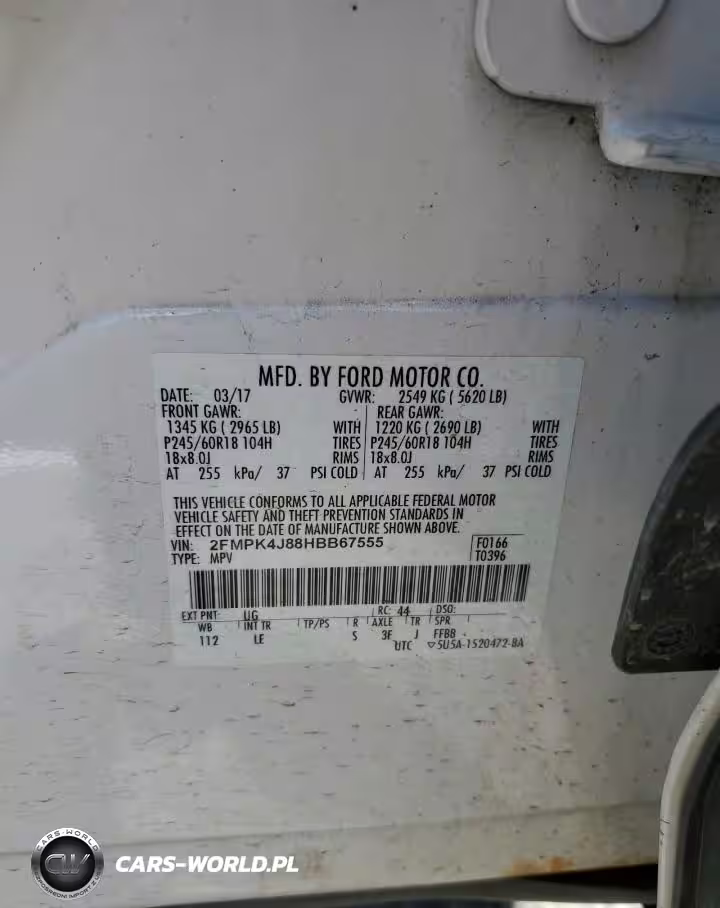 MFD. BY FORD MOTOR CO.
DATE: 03/17 GVWR: 2549 KG ( 5620 LB)
FRONT GAWR: REAR GAWR:
1345 KG ( 2965 LB) WITH 1220 KG ( 2690 LB) WITH
P245/60R18 104H TIRES P245/60R18 104H TIRES
18x8.0J RIMS 18x8.0J RIMS
AT 255 kPa/ 37 PSI COLD AT 255 kPa/ 37 PSI COLD
THIS VEHICLE CONFORMS TO ALL APPLICABLE FEDERAL MOTOR
VEHICLE SAFETY AND THEFT PREVENTION STANDARDS IN
EFFECT ON THE DATE OF MANUFACTURE SHOWN ABOVE.
VIN: 2FMPK4J88HBB67555 F0166
TYPE: MPV T0396
EXT PNT: UG RC: 44 DSO:
WB INT TR TP/PS R AXLE TR SPR
112 LE S 3F J FFBB
UTC ▽5U5A-1520472-BA
CARS-WORLD
CW
CARS-WORLD.PL